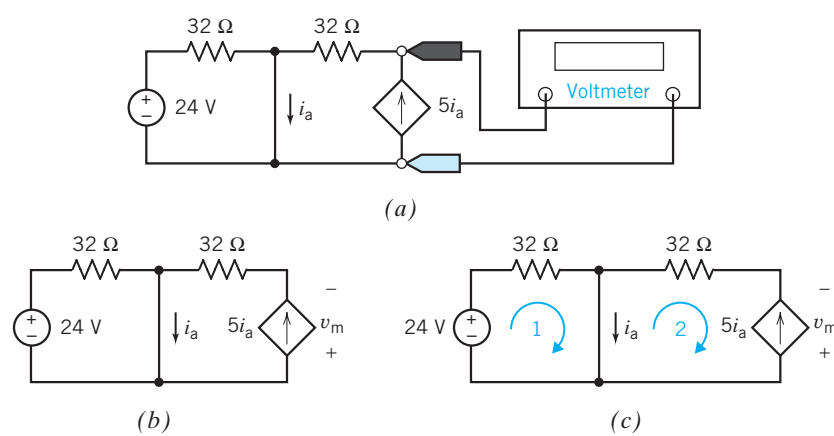 32 Ω 32 Ω
+
−
24 V
i_a
5i_a
Voltmeter
(a)
32 Ω 32 Ω
+
−
24 V
i_a
5i_a
−
v_m
+
(b)
32 Ω 32 Ω
24 V
+
−
1
i_a
2
5i_a
−
v_m
+
(c)